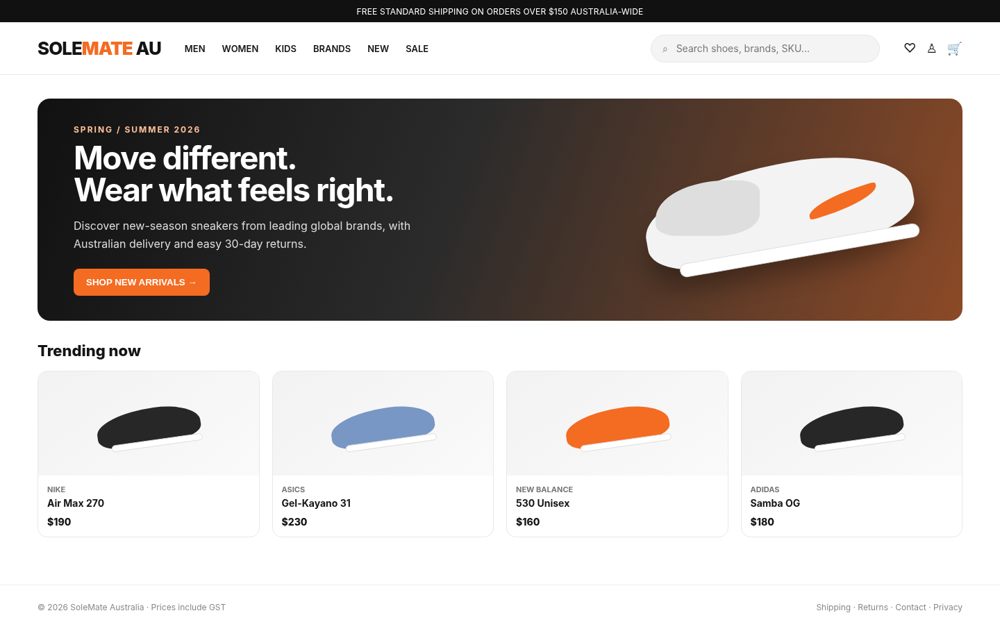 FREE STANDARD SHIPPING ON ORDERS OVER $150 AUSTRALIA-WIDE
SOLEMATE AU
MEN WOMEN KIDS BRANDS NEW SALE
Search shoes, brands, SKU...
SPRING / SUMMER 2026
Move different.
Wear what feels right.
Discover new-season sneakers from leading global brands, with
Australian delivery and easy 30-day returns.
SHOP NEW ARRIVALS →
Trending now
NIKE
Air Max 270
$190
ASICS
Gel-Kayano 31
$230
NEW BALANCE
530 Unisex
$160
ADIDAS
Samba OG
$180
© 2026 SoleMate Australia · Prices include GST
Shipping · Returns · Contact · Privacy